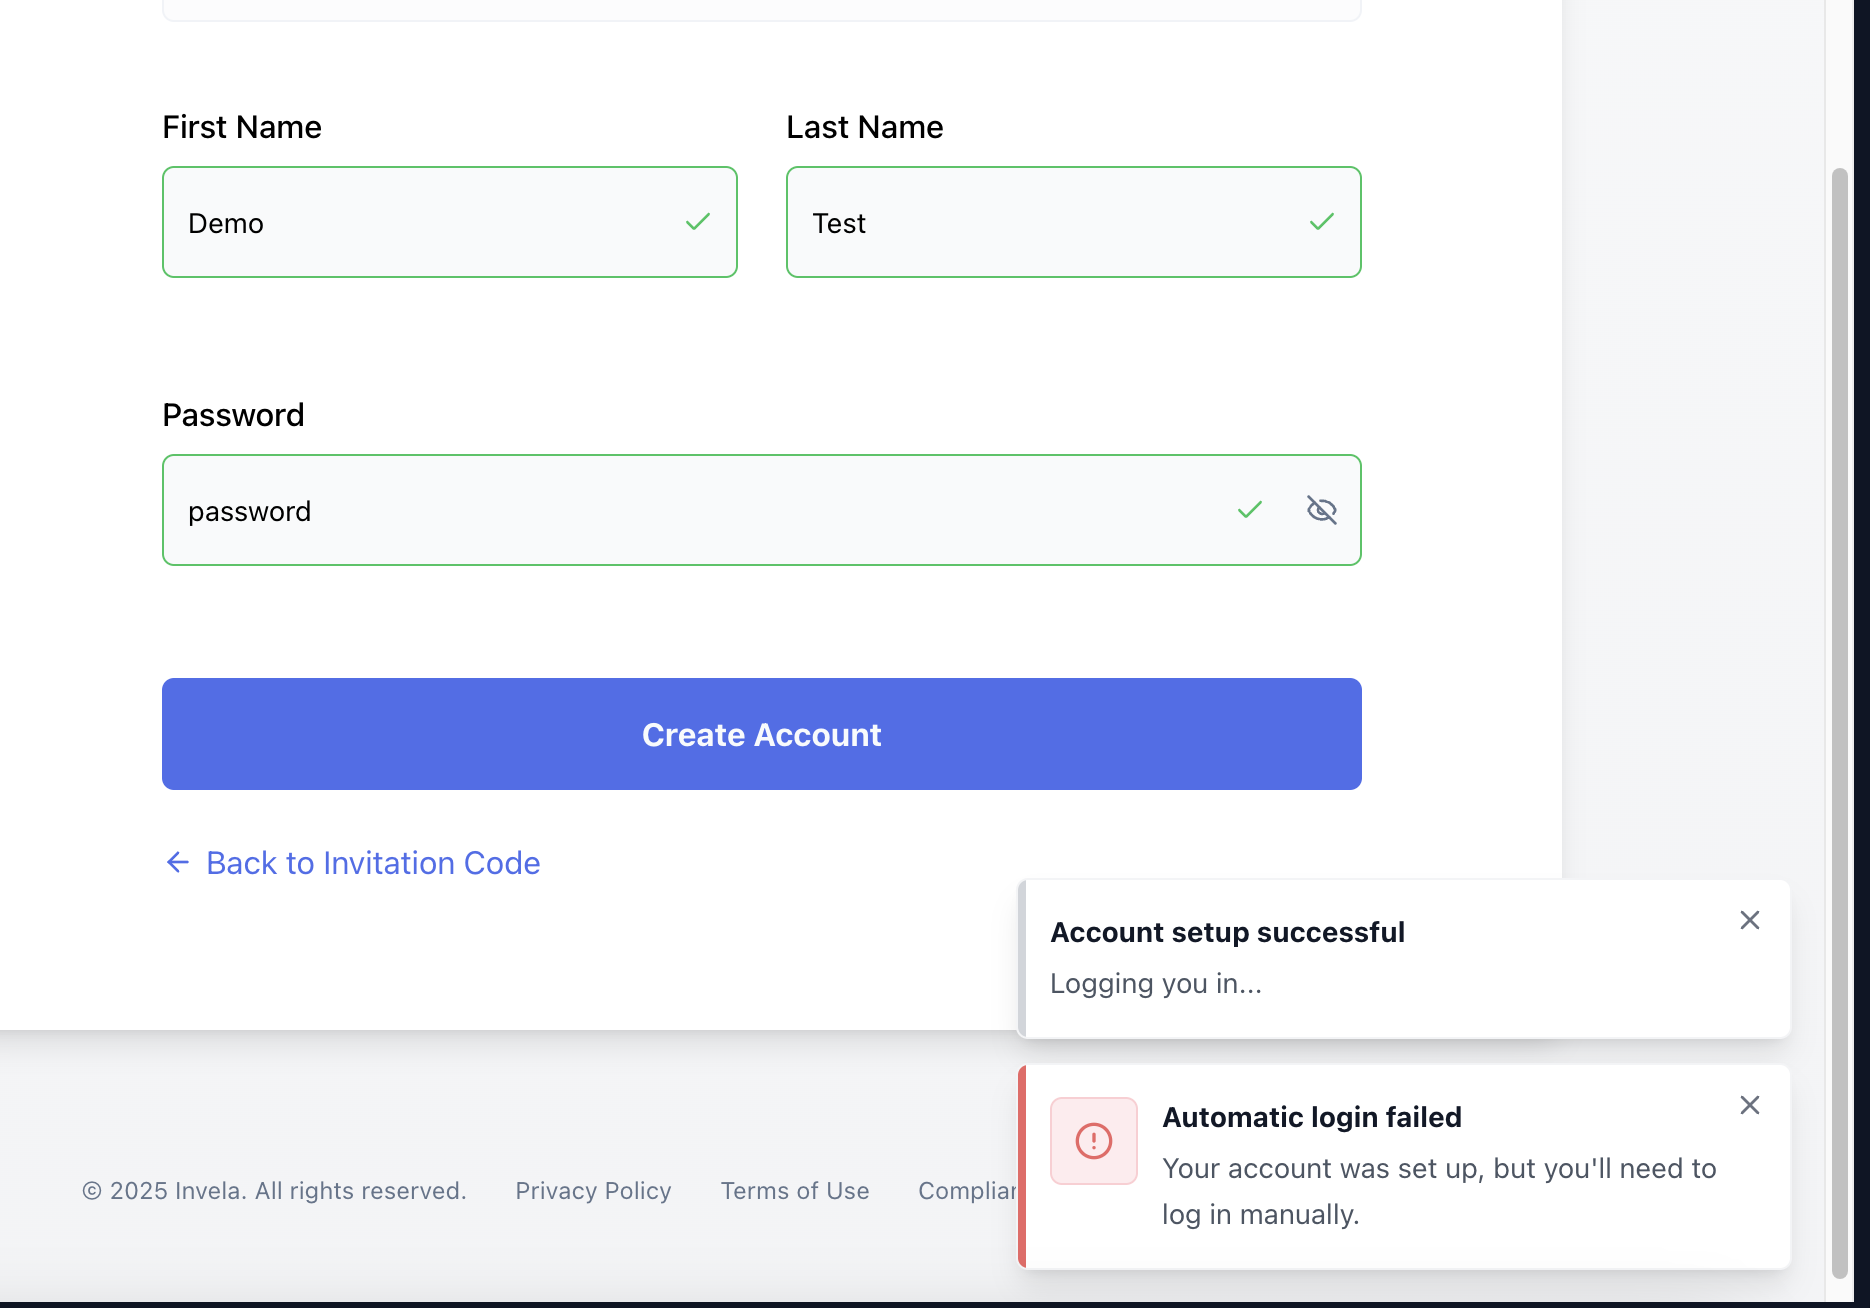 First Name
Last Name
Demo
Test
Password
password
Create Account
Back to Invitation Code
Account setup successful
Logging you in...
Automatic login failed
Your account was set up, but you'll need to
log in manually.
© 2025 Invela. All rights reserved.
Privacy Policy
Terms of Use